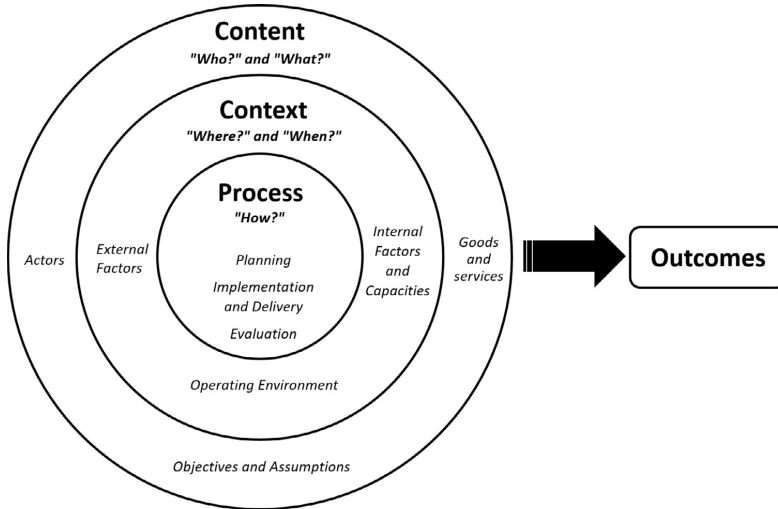 Content
"Who?" and "What?"
Context
"Where?" and "When?"
Process
"How?"
Planning
Implementation
and Delivery
Evaluation
Actors
External
Factors
Internal
Factors
and
Capacities
Goods
and
services
Operating Environment
Objectives and Assumptions
Outcomes